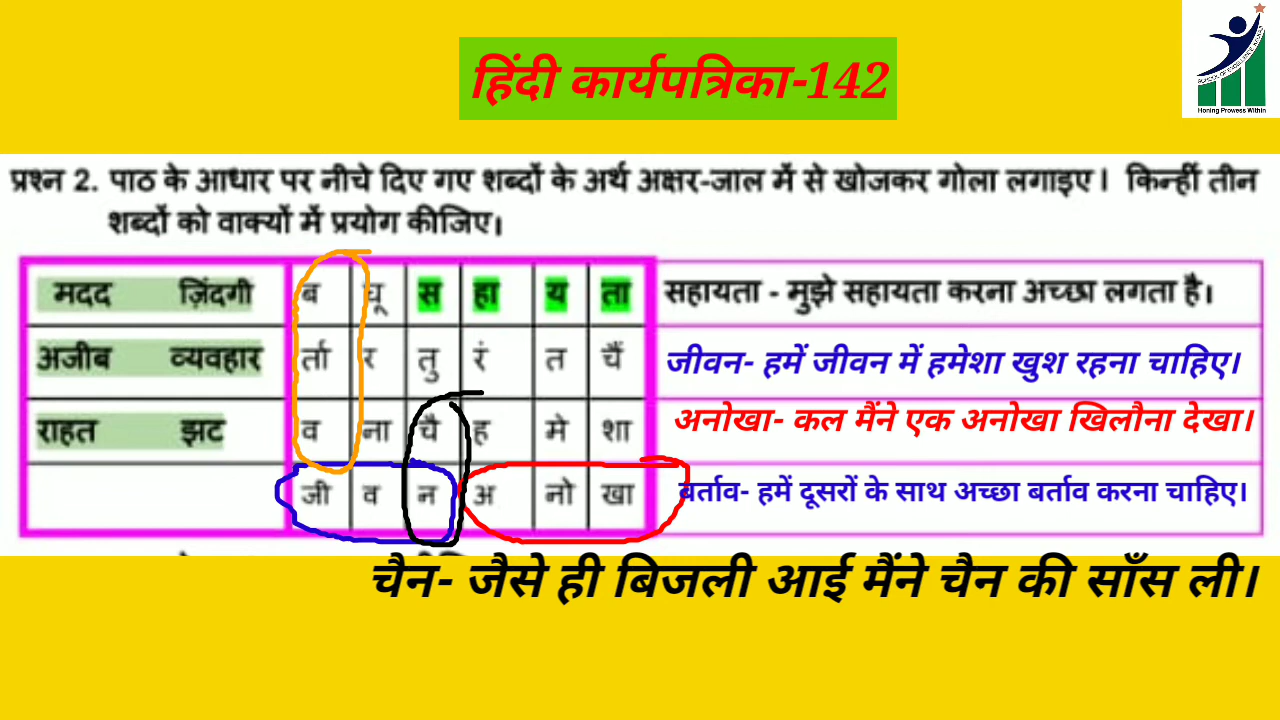 हिंदी कार्यपत्रिका-142
Honing Prowess Within
प्रश्न 2. पाठ के आधार पर नीचे दिए गए शब्दों के अर्थ अक्षर-जाल में से खोजकर गोला लगाइए। किन्हीं तीन
शब्दों को वाक्यों में प्रयोग कीजिए।
मदद ज़िंदगी ब घू स हा य ता सहायता - मुझे सहायता करना अच्छा लगता है।
अजीब व्यवहार र्ता र तु रं त चैं जीवन- हमें जीवन में हमेशा खुश रहना चाहिए।
राहत झट व ना चै ह मे शा अनोखा- कल मैंने एक अनोखा खिलौना देखा।
जी व न अ नो खा बर्ताव- हमें दूसरों के साथ अच्छा बर्ताव करना चाहिए।
चैन- जैसे ही बिजली आई मैंने चैन की साँस ली।